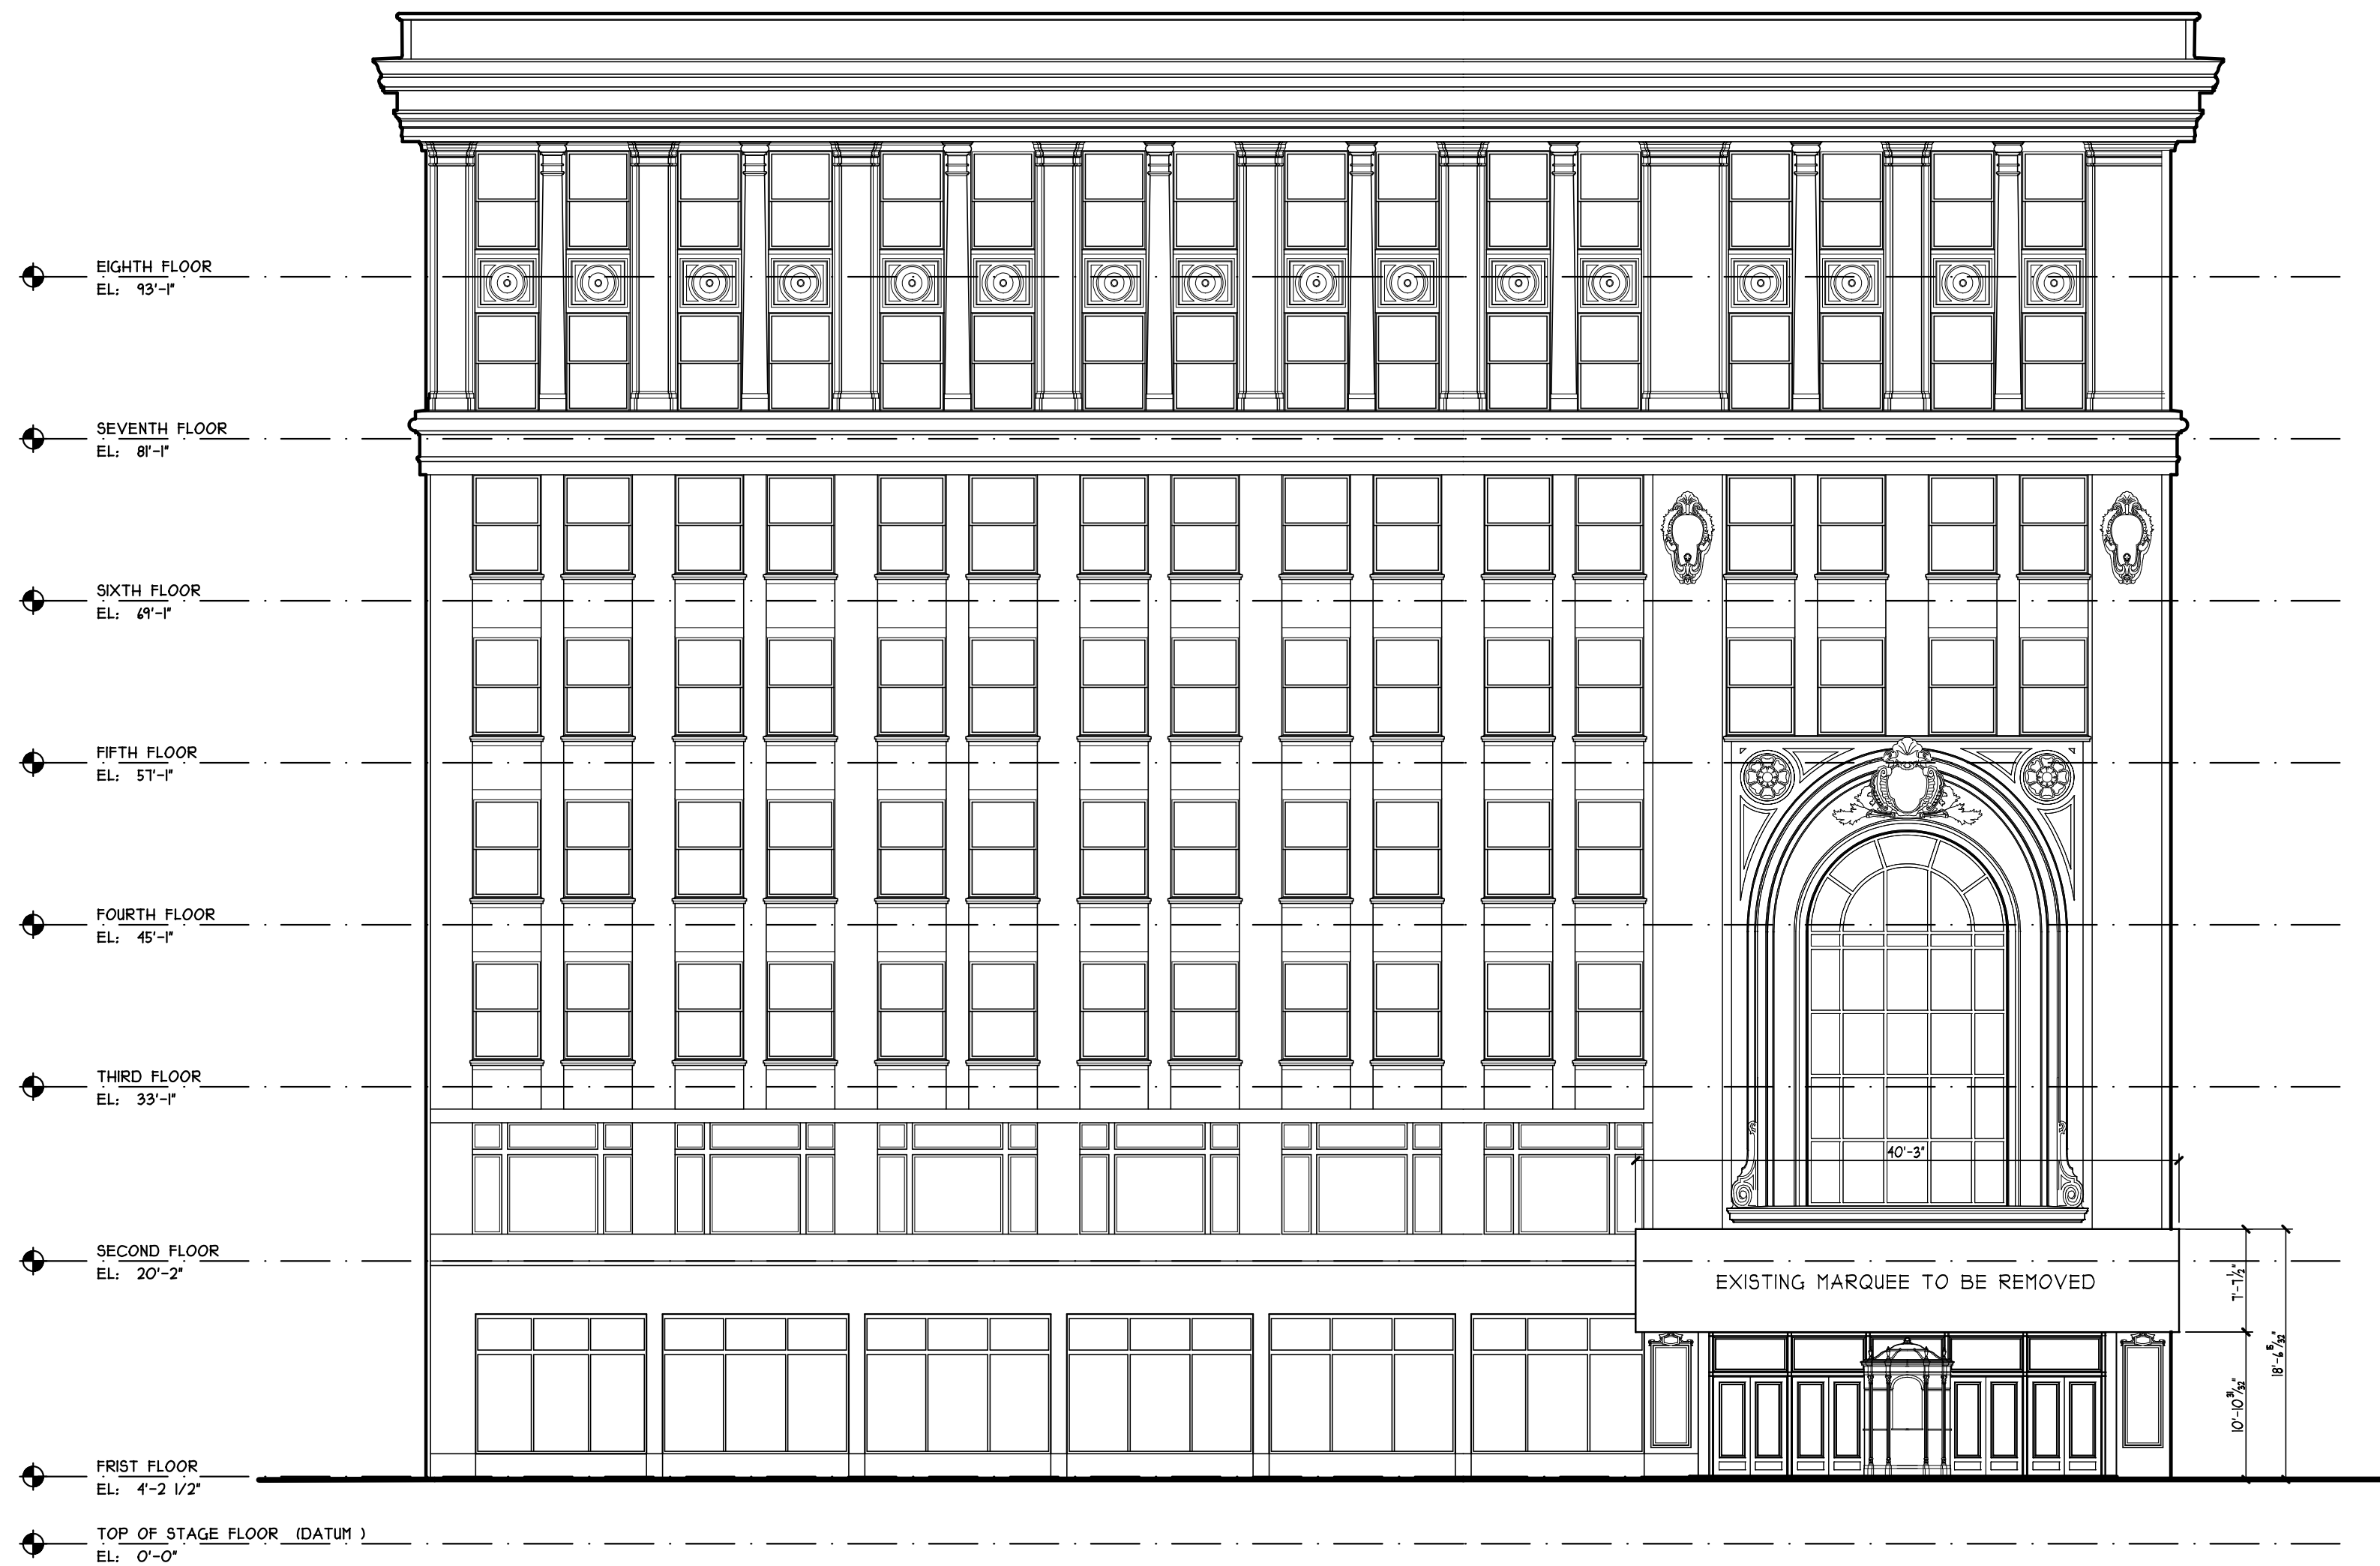 EIGHTH FLOOR
EL: 93'-1"
SEVENTH FLOOR
EL: 81'-1"
SIXTH FLOOR
EL: 69'-1"
FIFTH FLOOR
EL: 57'-1"
FOURTH FLOOR
EL: 45'-1"
THIRD FLOOR
EL: 33'-1"
40'-3"
SECOND FLOOR
EL: 20'-2"
EXISTING MARQUEE TO BE REMOVED
7'-7 1/2"
18'-6 15/32"
10'-10 31/32"
FRIST FLOOR
EL: 4'-2 1/2"
TOP OF STAGE FLOOR (DATUM )
EL: 0'-0"